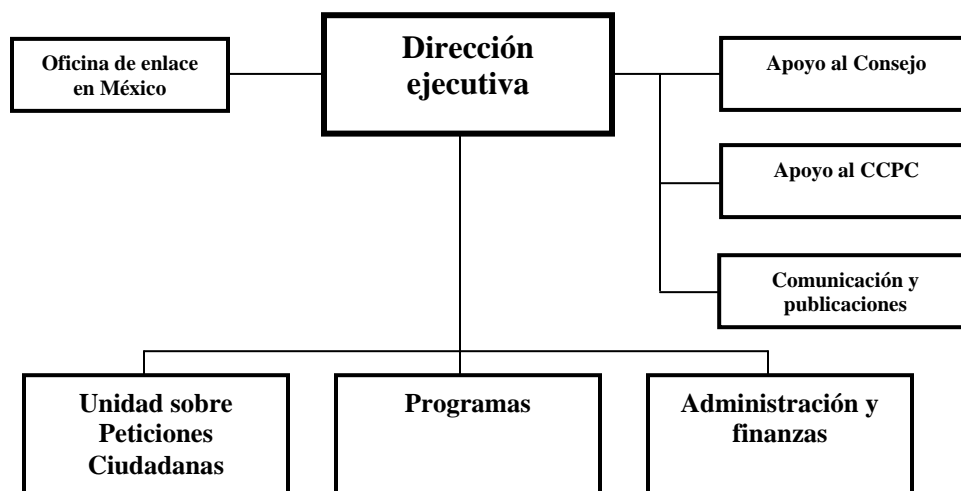 Dirección
ejecutiva
Oficina de enlace
en México
Apoyo al Consejo
Apoyo al CCPC
Comunicación y
publicaciones
Unidad sobre
Peticiones
Ciudadanas
Programas
Administración y
finanzas